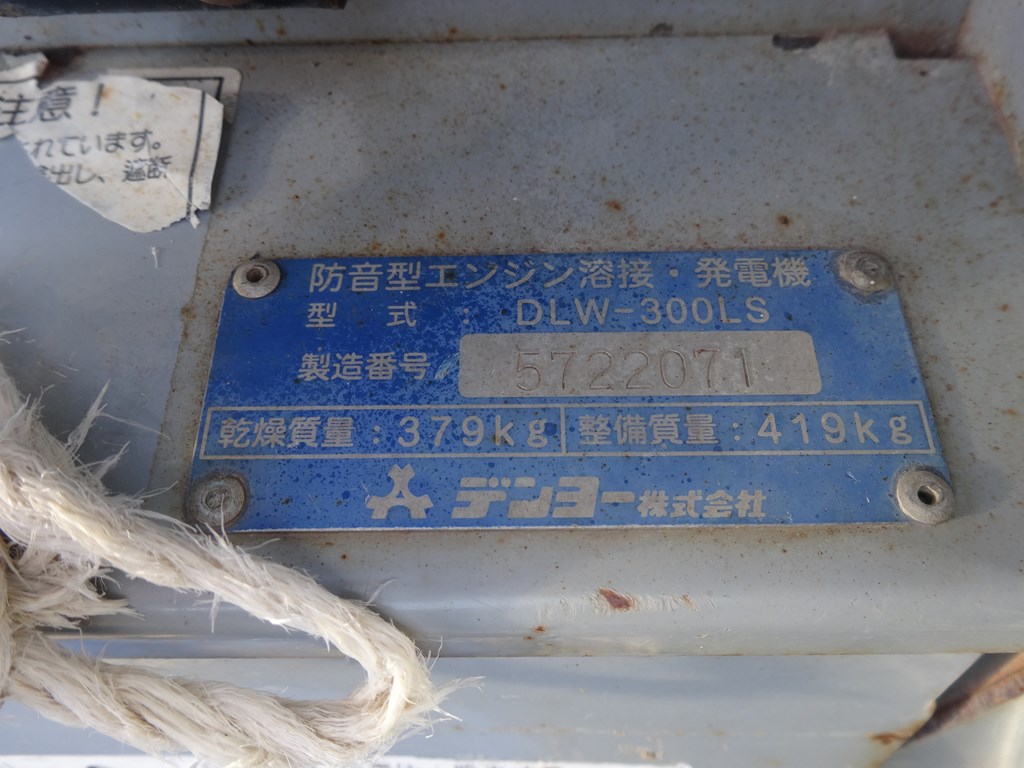 注意！
れています。
出し、遮断
防音型エンジン溶接・発電機
型 式 : DLW-300LS
製造番号 5722071
乾燥質量 : 379kg 整備質量 : 419kg
デンヨー株式会社